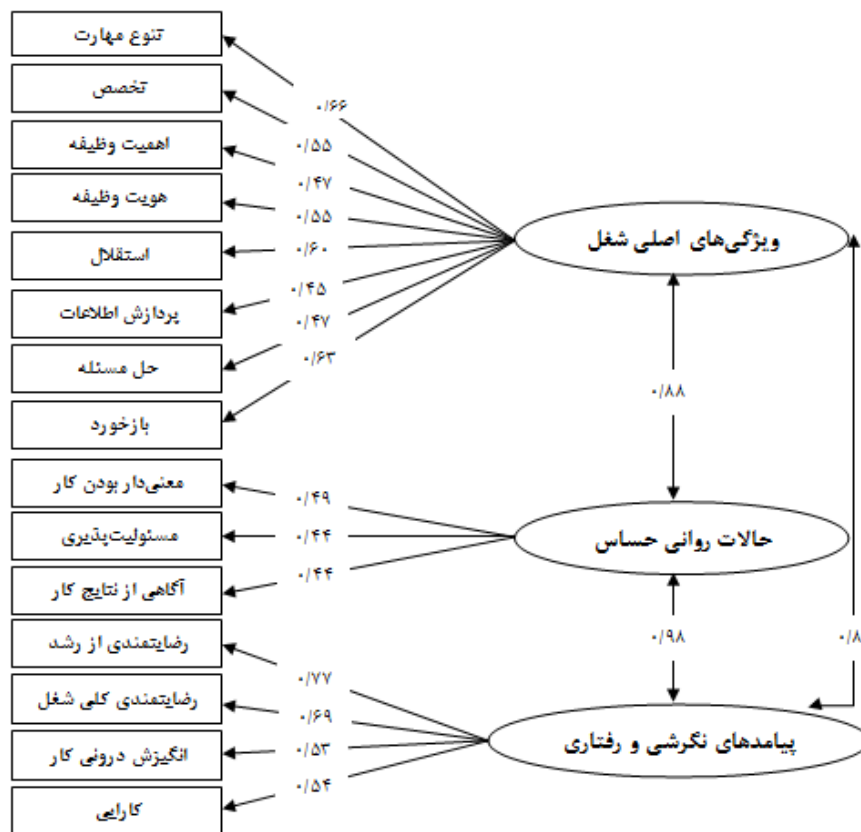 تنوع مهارت
تخصص
اهمیت وظیفه
هویت وظیفه
استقلال
پردازش اطلاعات
حل مسئله
بازخورد
معنی‌دار بودن کار
مسئولیت‌پذیری
آگاهی از نتایج کار
رضایتمندی از رشد
رضایتمندی کلی شغل
انگیزش درونی کار
کارایی
۰/۶۶
۰/۵۵
۰/۴۷
۰/۵۵
۰/۶۰
۰/۴۵
۰/۴۷
۰/۶۳
۰/۴۹
۰/۴۴
۰/۴۴
۰/۷۷
۰/۶۹
۰/۵۳
۰/۵۴
ویژگی‌های اصلی شغل
۰/۸۸
حالات روانی حساس
۰/۹۸
۰/۸
پیامدهای نگرشی و رفتاری